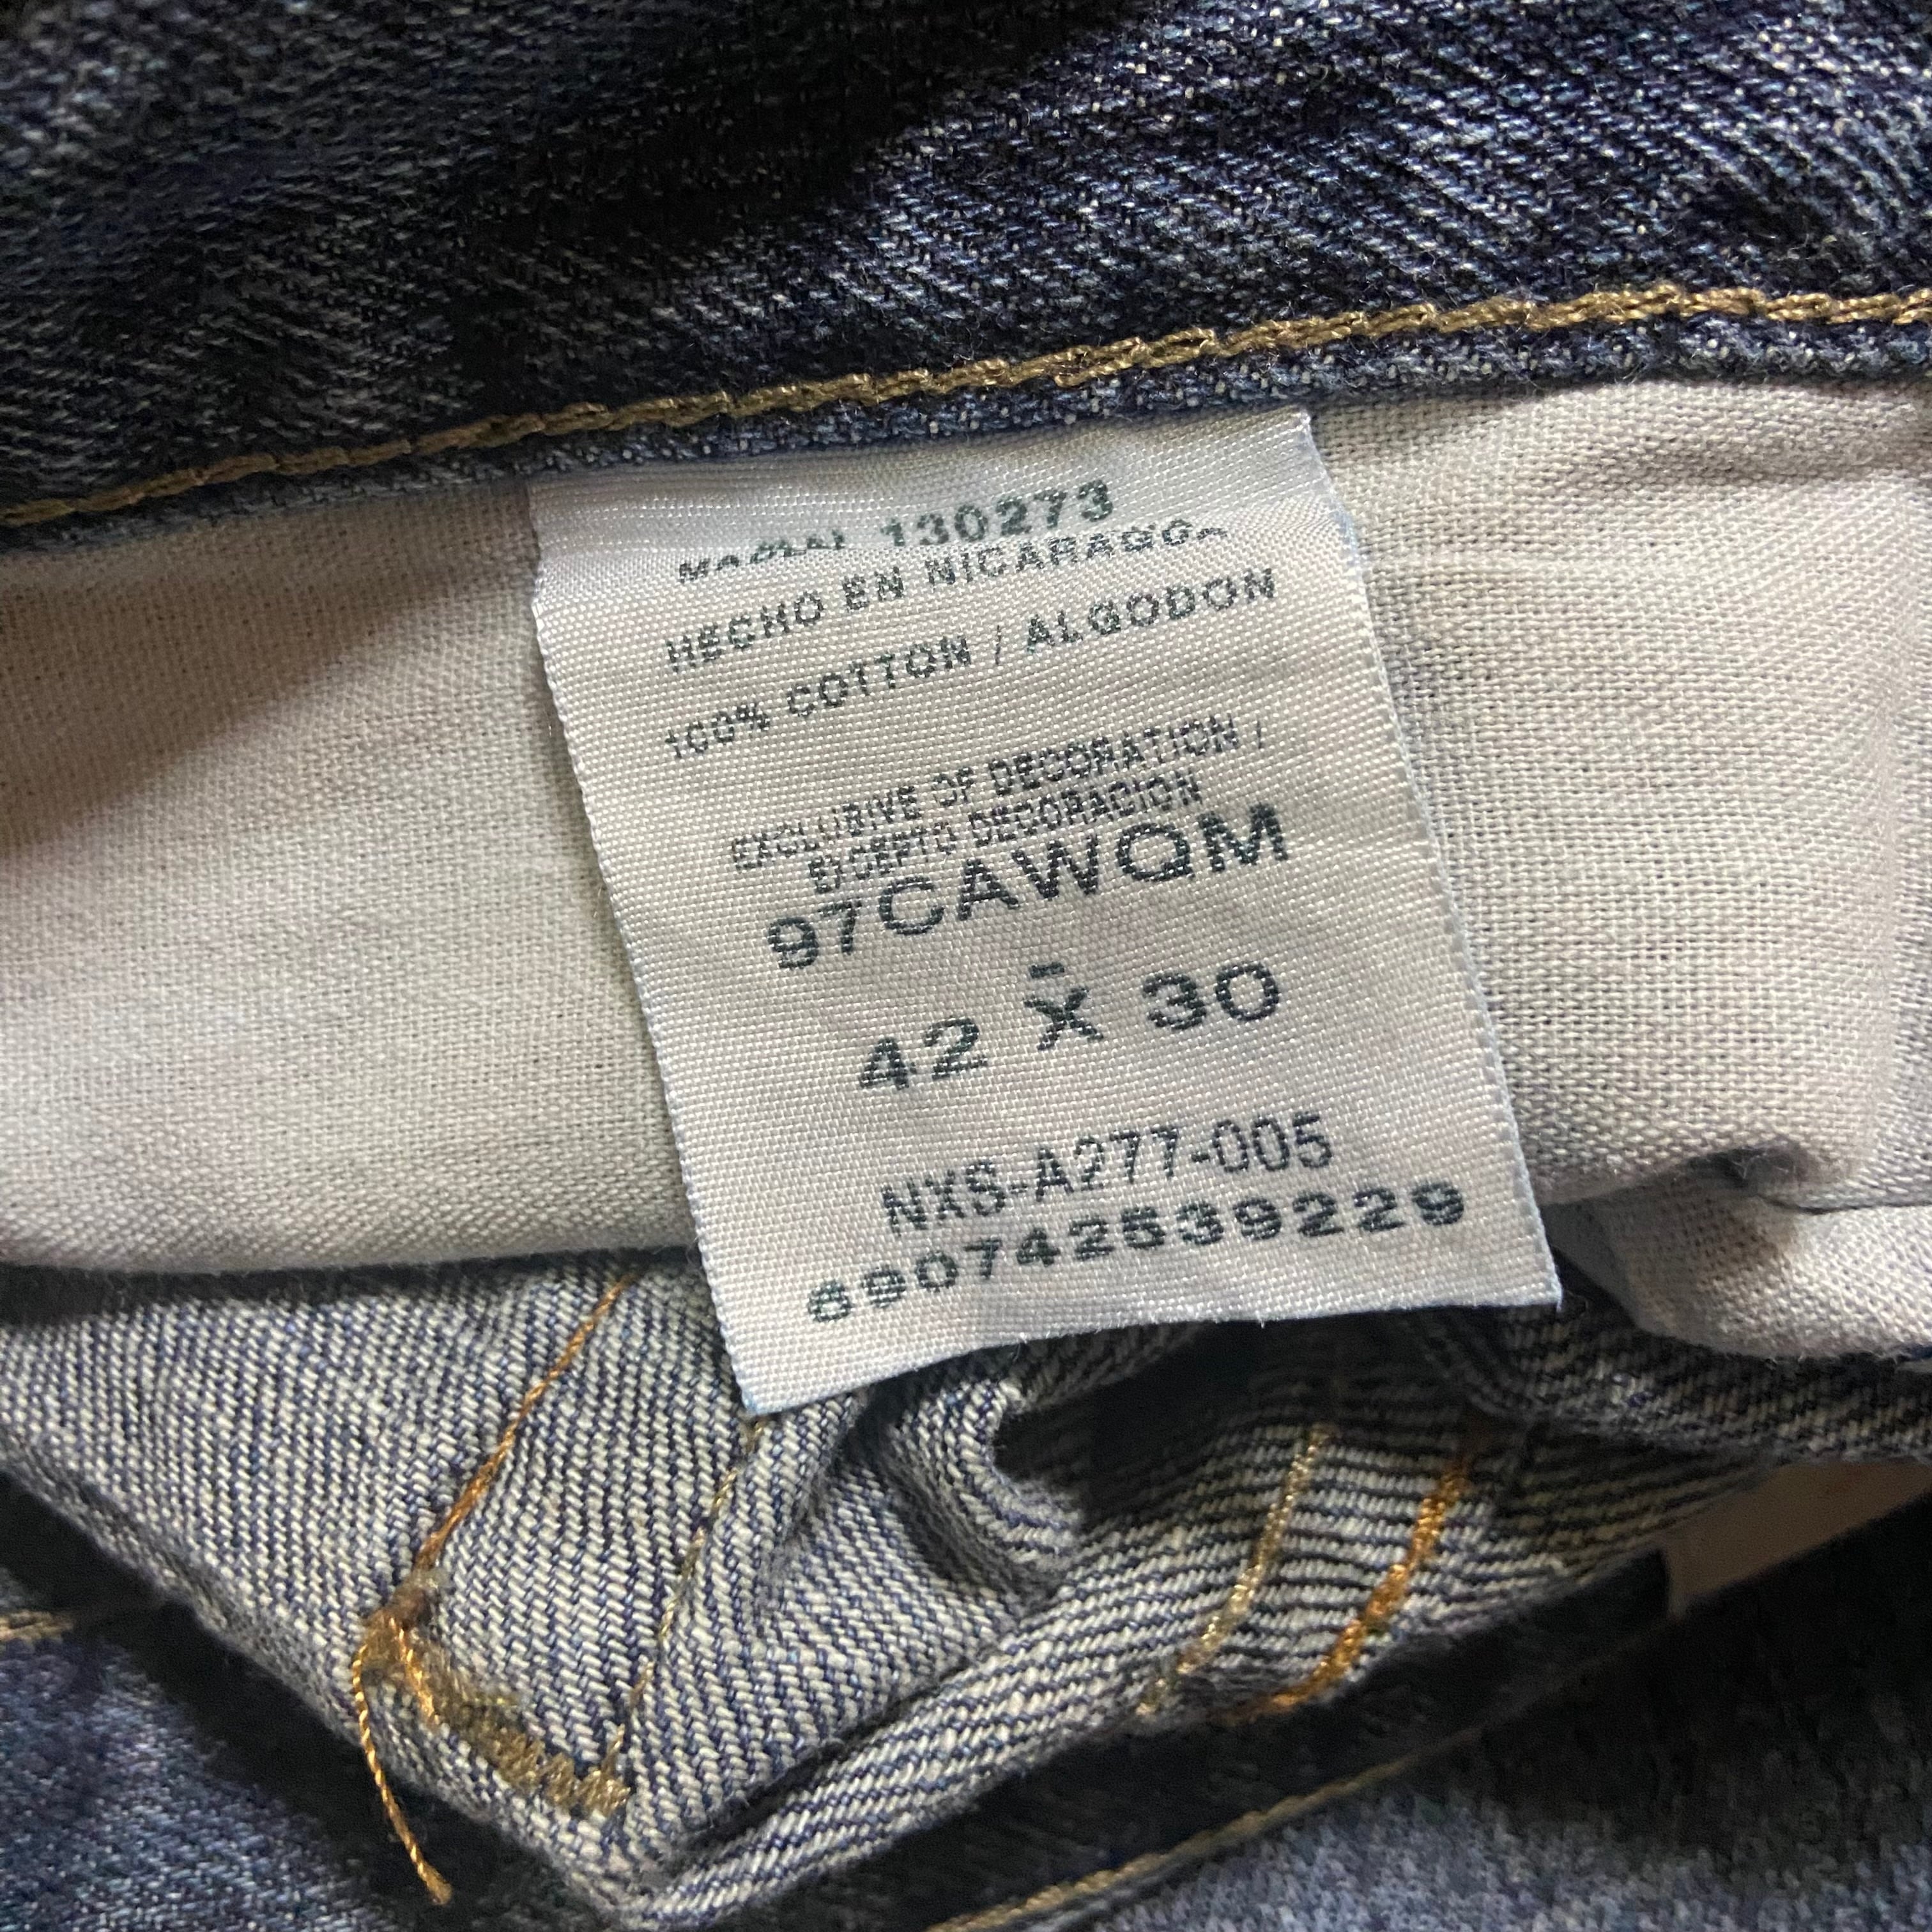 130273
HECHO EN NICARAGUA
100% COTTON / ALGODON
EXCLUSIVE OF DECORATION /
EXCEPTO DECORACION
97CAWQM
42 X 30
NXS-A277-005
690742539229